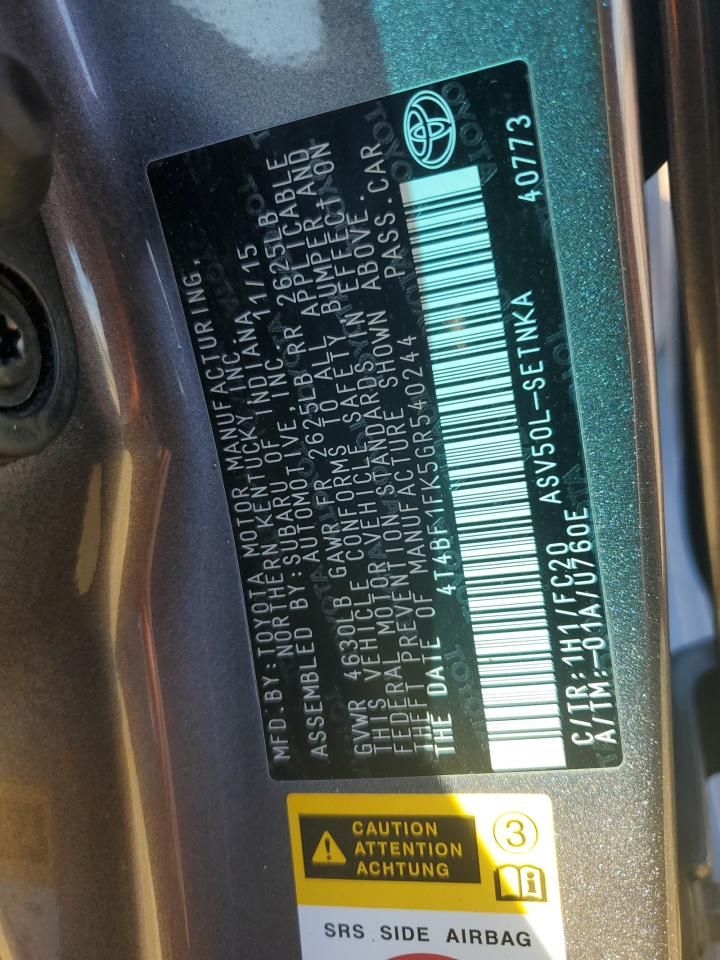 MFD.BY:TOYOTA MOTOR MANUFACTURING,
NORTHERN KENTUCKY, INC.
ASSEMBLED BY:SUBARU OF INDIANA
AUTOMOTIVE, INC. 11/15
GVWR 4630LB GAWR FR 2625LB RR 2625LB
THIS VEHICLE CONFORMS TO ALL APPLICABLE
FEDERAL MOTOR VEHICLE SAFETY, BUMPER, AND
THEFT PREVENTION STANDARDS IN EFFECT ON
THE DATE OF MANUFACTURE SHOWN ABOVE.
4T4BF1FK5GR540244 PASS.CAR
C/TR:1H1/FC20 ASV50L-SETNKA
A/TM:-01A/U760E 40773
CAUTION
ATTENTION
ACHTUNG
3
SRS SIDE AIRBAG